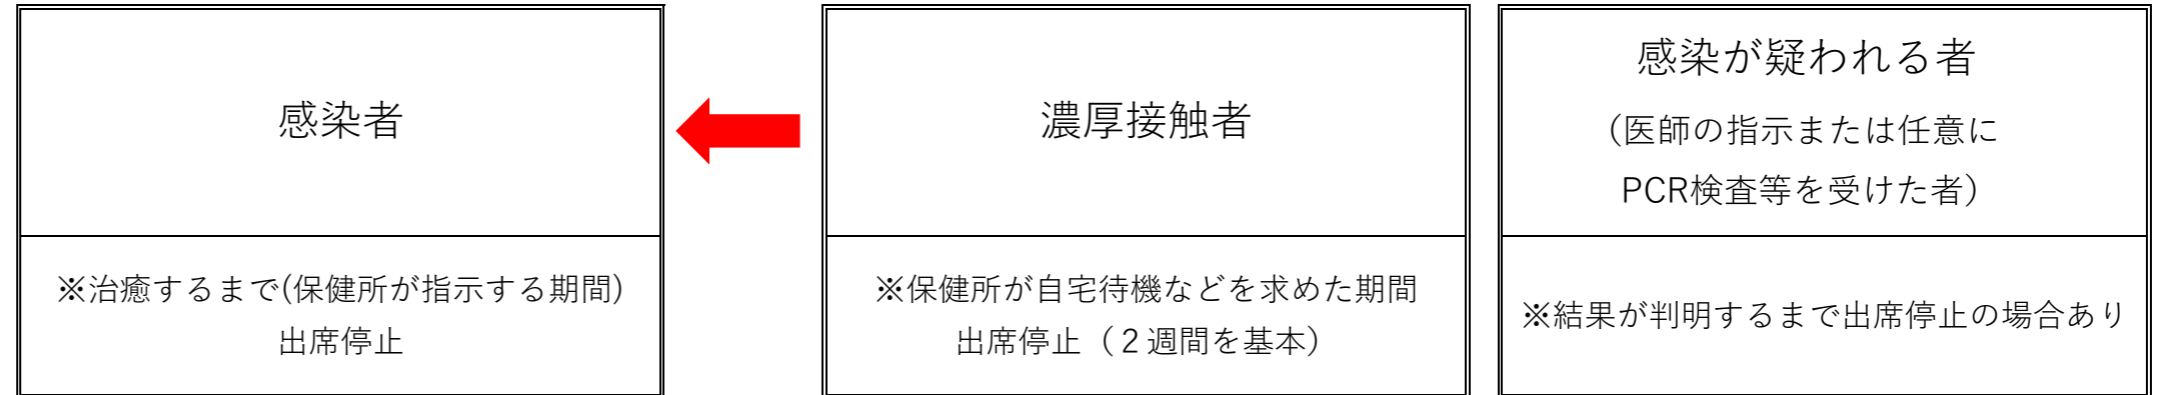 感染者
※治癒するまで(保健所が指示する期間)
出席停止
濃厚接触者
※保健所が自宅待機などを求めた期間
出席停止（２週間を基本）
感染が疑われる者
（医師の指示または任意に
PCR検査等を受けた者）
※結果が判明するまで出席停止の場合あり